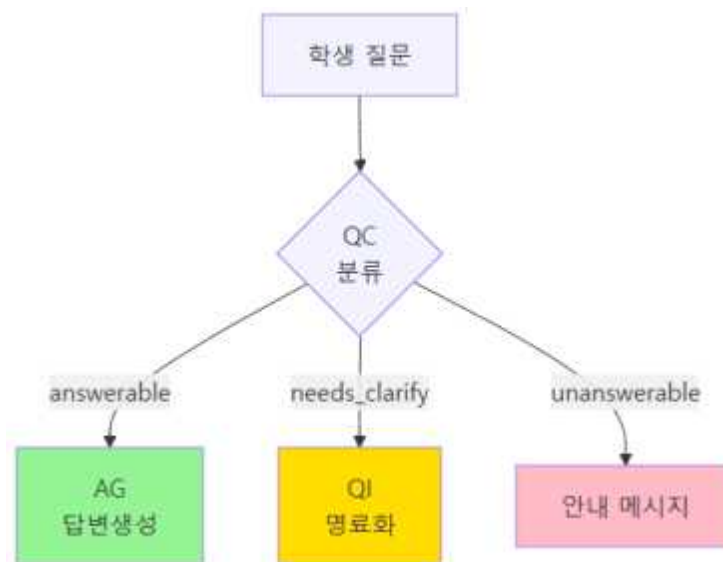 학생 질문
QC
분류
answerable
needs_clarify
unanswerable
AG
답변생성
QI
명료화
안내 메시지